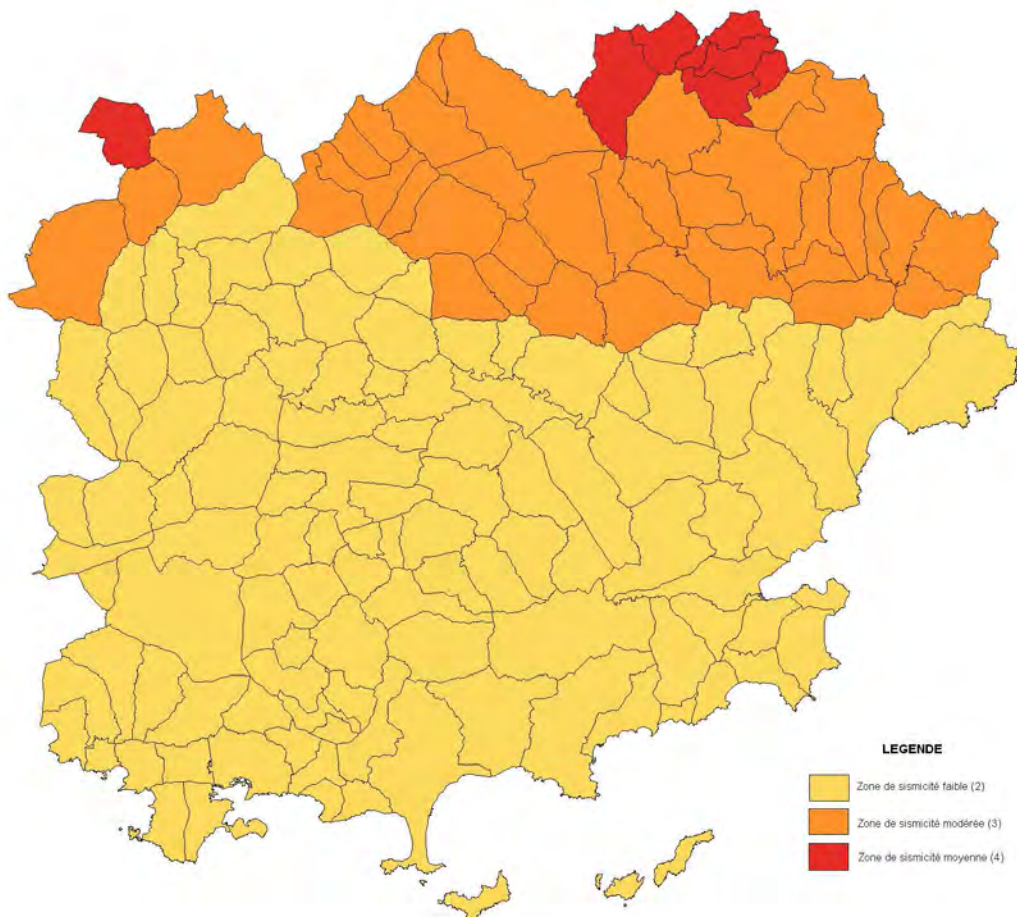 LEGENDE
Zone de sismicité faible (2)
Zone de sismicité modérée (3)
Zone de sismicité moyenne (4)